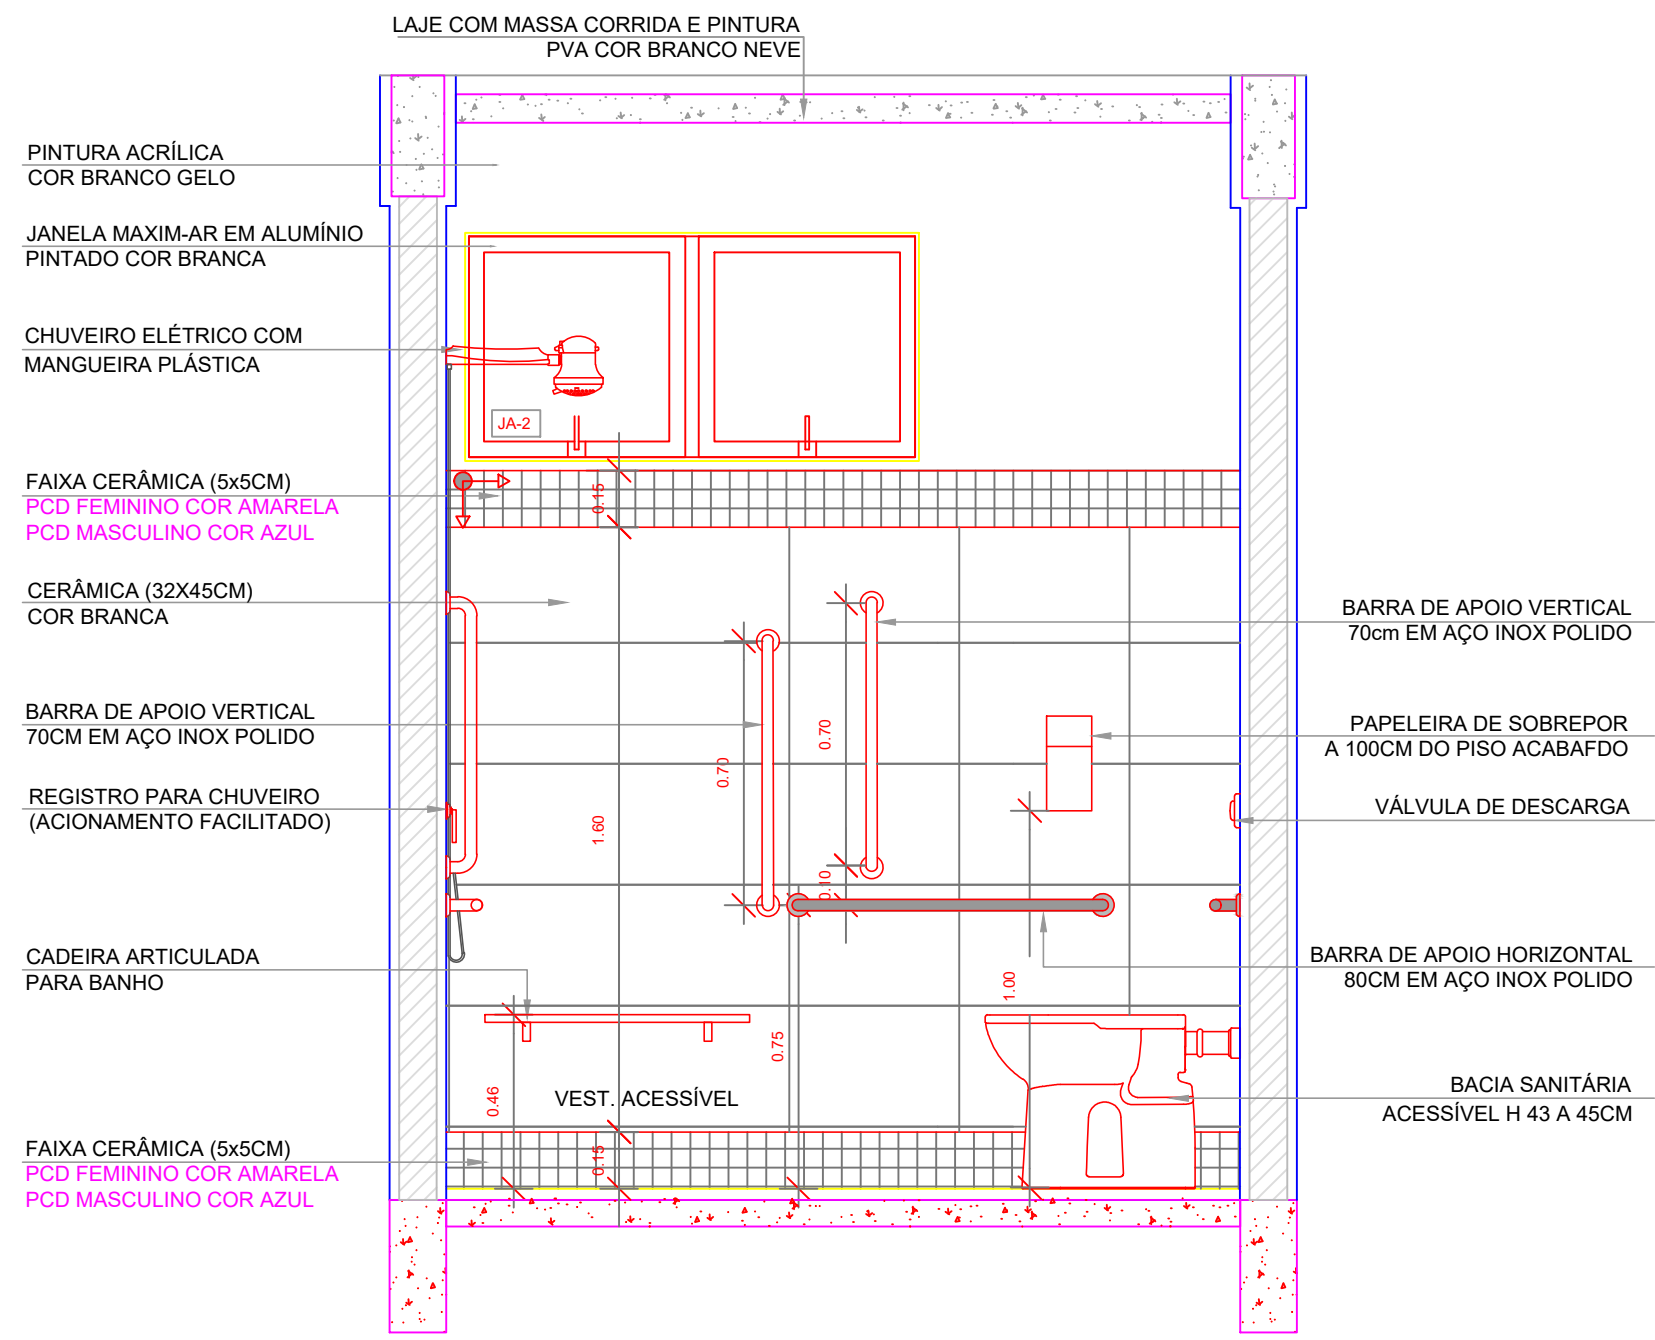 LAJE COM MASSA CORRIDA E PINTURA
PVA COR BRANCO NEVE
PINTURA ACRÍLICA
COR BRANCO GELO
JANELA MAXIM-AR EM ALUMÍNIO
PINTADO COR BRANCA
CHUVEIRO ELÉTRICO COM
MANGUEIRA PLÁSTICA
JA-2
FAIXA CERÂMICA (5x5CM)
PCD FEMININO COR AMARELA
PCD MASCULINO COR AZUL
0.15
CERÂMICA (32X45CM)
COR BRANCA
BARRA DE APOIO VERTICAL
70cm EM AÇO INOX POLIDO
BARRA DE APOIO VERTICAL
70CM EM AÇO INOX POLIDO
0.70
0.70
PAPELEIRA DE SOBREPOR
A 100CM DO PISO ACABAFDO
REGISTRO PARA CHUVEIRO
(ACIONAMENTO FACILITADO)
1.60
VÁLVULA DE DESCARGA
0.10
CADEIRA ARTICULADA
PARA BANHO
BARRA DE APOIO HORIZONTAL
80CM EM AÇO INOX POLIDO
1.00
0.75
0.46
VEST. ACESSÍVEL
BACIA SANITÁRIA
ACESSÍVEL H 43 A 45CM
FAIXA CERÂMICA (5x5CM)
PCD FEMININO COR AMARELA
PCD MASCULINO COR AZUL
0.15